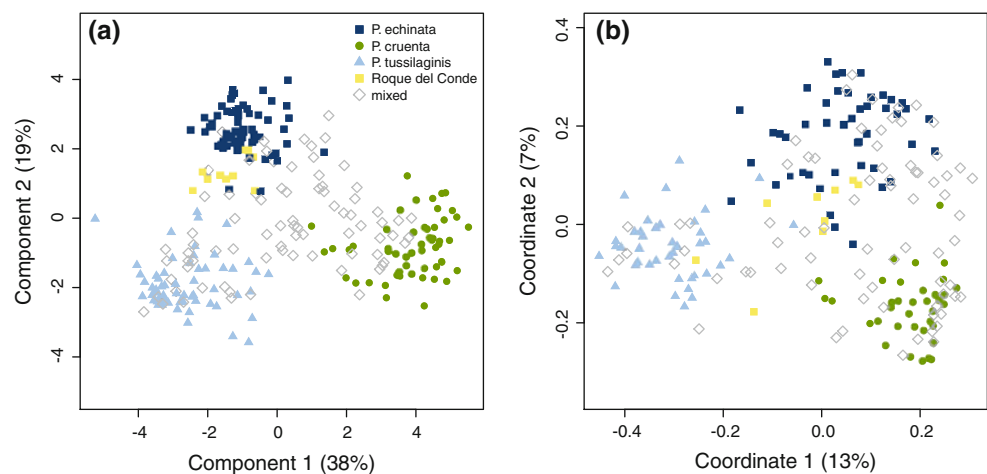 (a)
P. echinata
P. cruenta
P. tussilaginis
Roque del Conde
mixed
4
2
0
-2
-4
Component 2 (19%)
-4
-2
0
2
4
Component 1 (38%)
(b)
0.4
0.2
0.0
-0.2
Coordinate 2 (7%)
-0.4
-0.2
0.0
0.2
Coordinate 1 (13%)